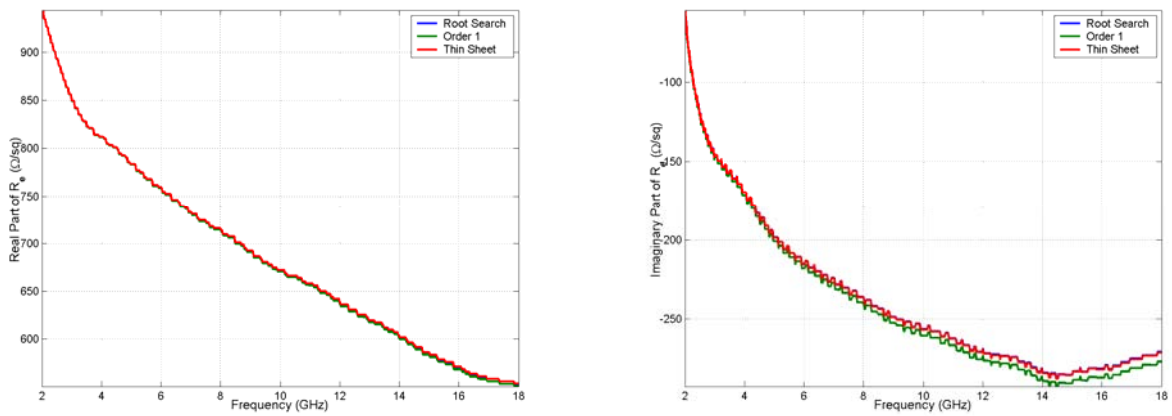 Root Search
Order 1
Thin Sheet
900
850
800
750
700
650
600
Real Part of Rₑ (Ω/sq)
2 4 6 8 10 12 14 16 18
Frequency (GHz)
Root Search
Order 1
Thin Sheet
-100
-150
-200
-250
Imaginary Part of Rₑ (Ω/sq)
2 4 6 8 10 12 14 16 18
Frequency (GHz)